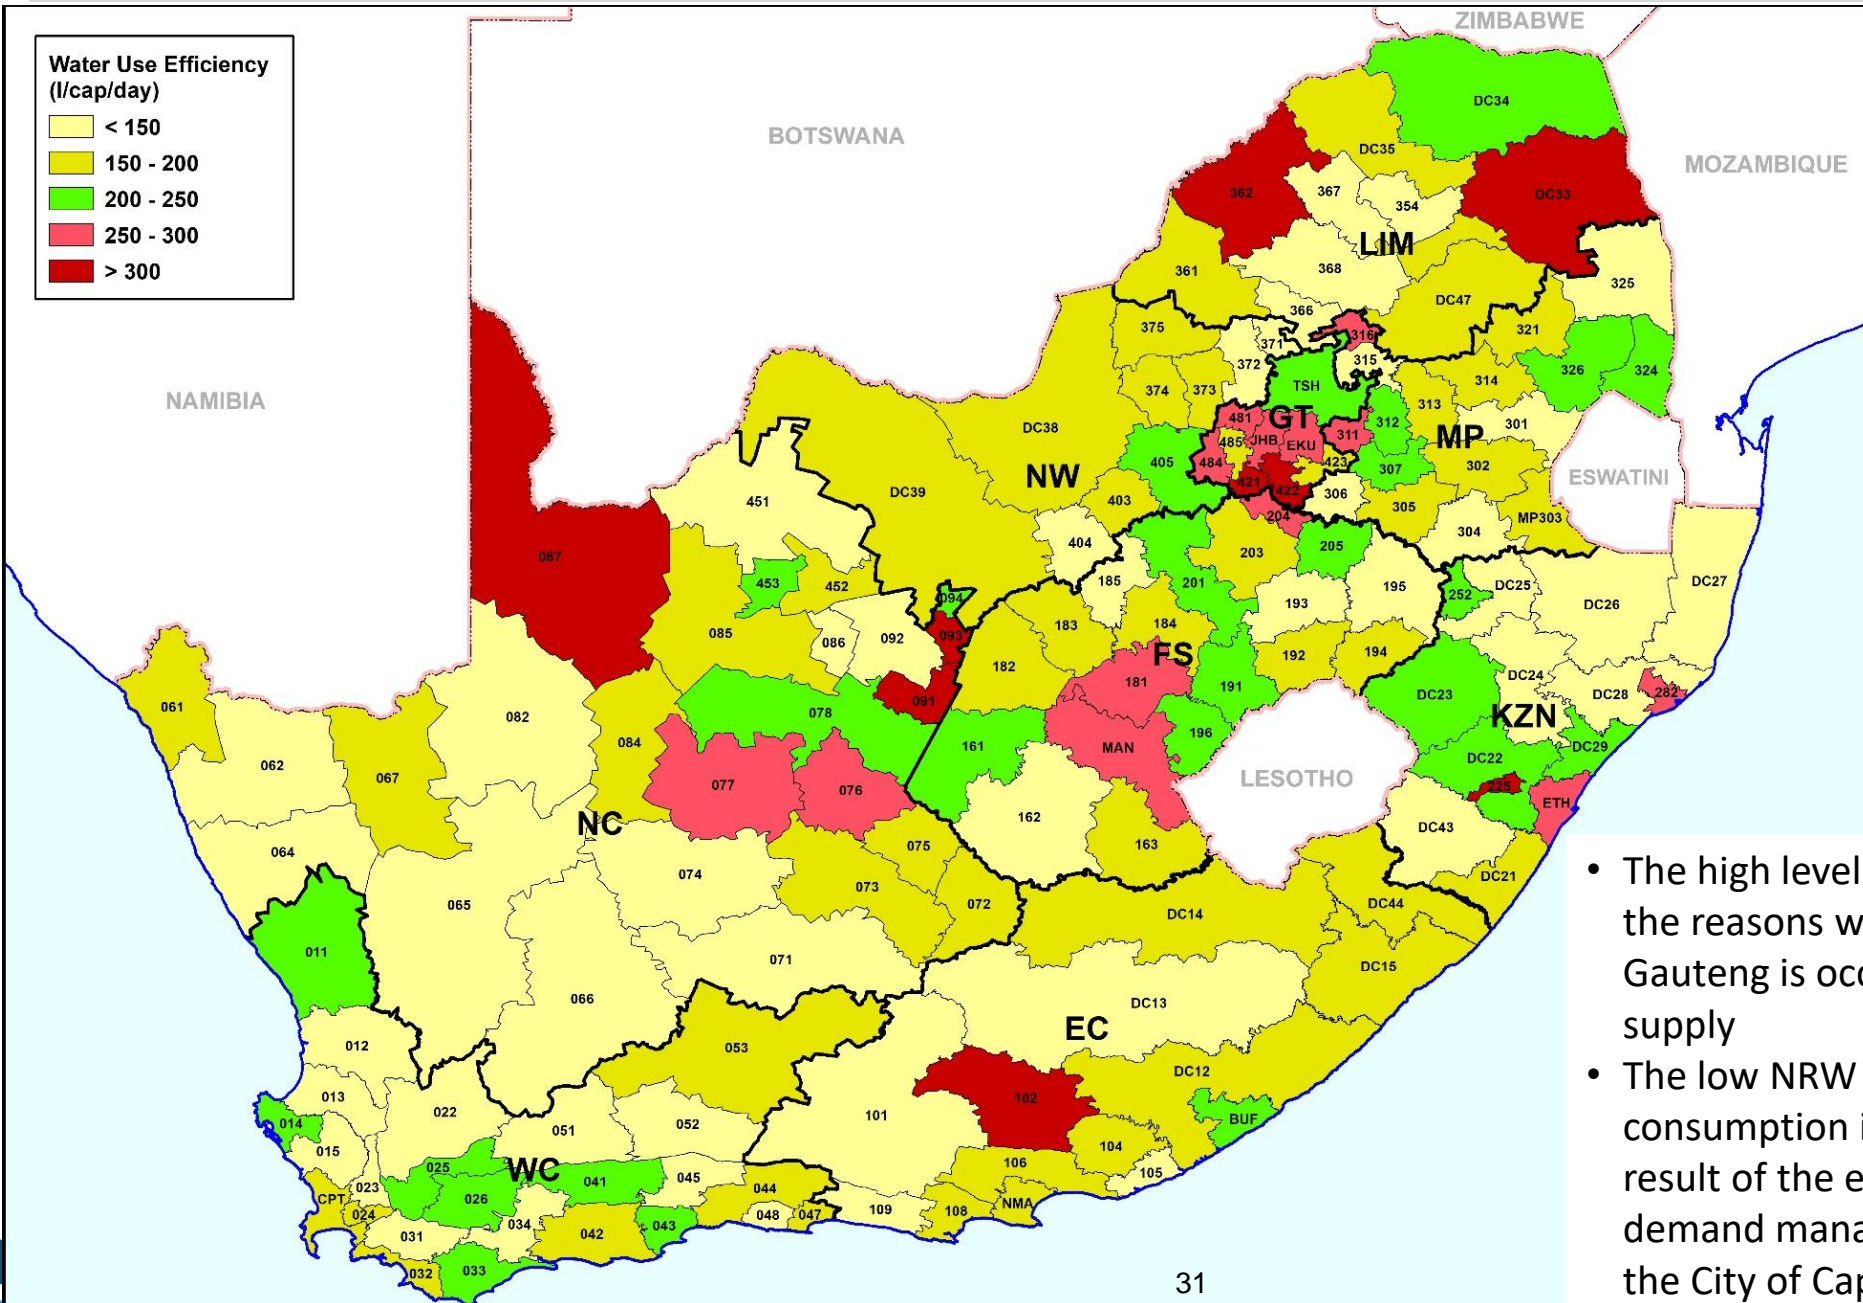 ZIMBABWE
Water Use Efficiency
(l/cap/day)
< 150
150 - 200
200 - 250
250 - 300
> 300
BOTSWANA
MOZAMBIQUE
NAMIBIA
ESWATINI
LESOTHO
DC34
DC35
362
367
354
DC33
LIM
361
368
325
366
DC47
375
371
316
321
372
315
326
324
374
373
TSH
314
313
GT
481
312
301
DC38
485
JHB
EKU
311
MP
NW
405
484
423
307
302
DC39
421
422
306
451
403
204
305
MP303
087
404
203
205
304
453
452
185
201
195
DC25
DC27
094
252
DC26
085
086
092
093
183
184
193
182
FS
192
194
DC24
091
181
191
DC23
DC28
282
061
078
KZN
082
084
161
MAN
196
DC29
062
067
DC22
077
076
225
ETH
NC
162
DC43
064
075
163
074
073
DC21
065
072
DC14
DC44
011
071
DC15
066
DC13
EC
012
053
DC12
013
022
102
BUF
014
051
052
101
104
015
025
WC
106
105
023
026
041
045
044
CPT
024
034
048
047
109
108
NMA
031
042
043
032
033
• The high level
the reasons w
Gauteng is occ
supply
• The low NRW
consumption i
result of the e
demand mana
the City of Cap
31